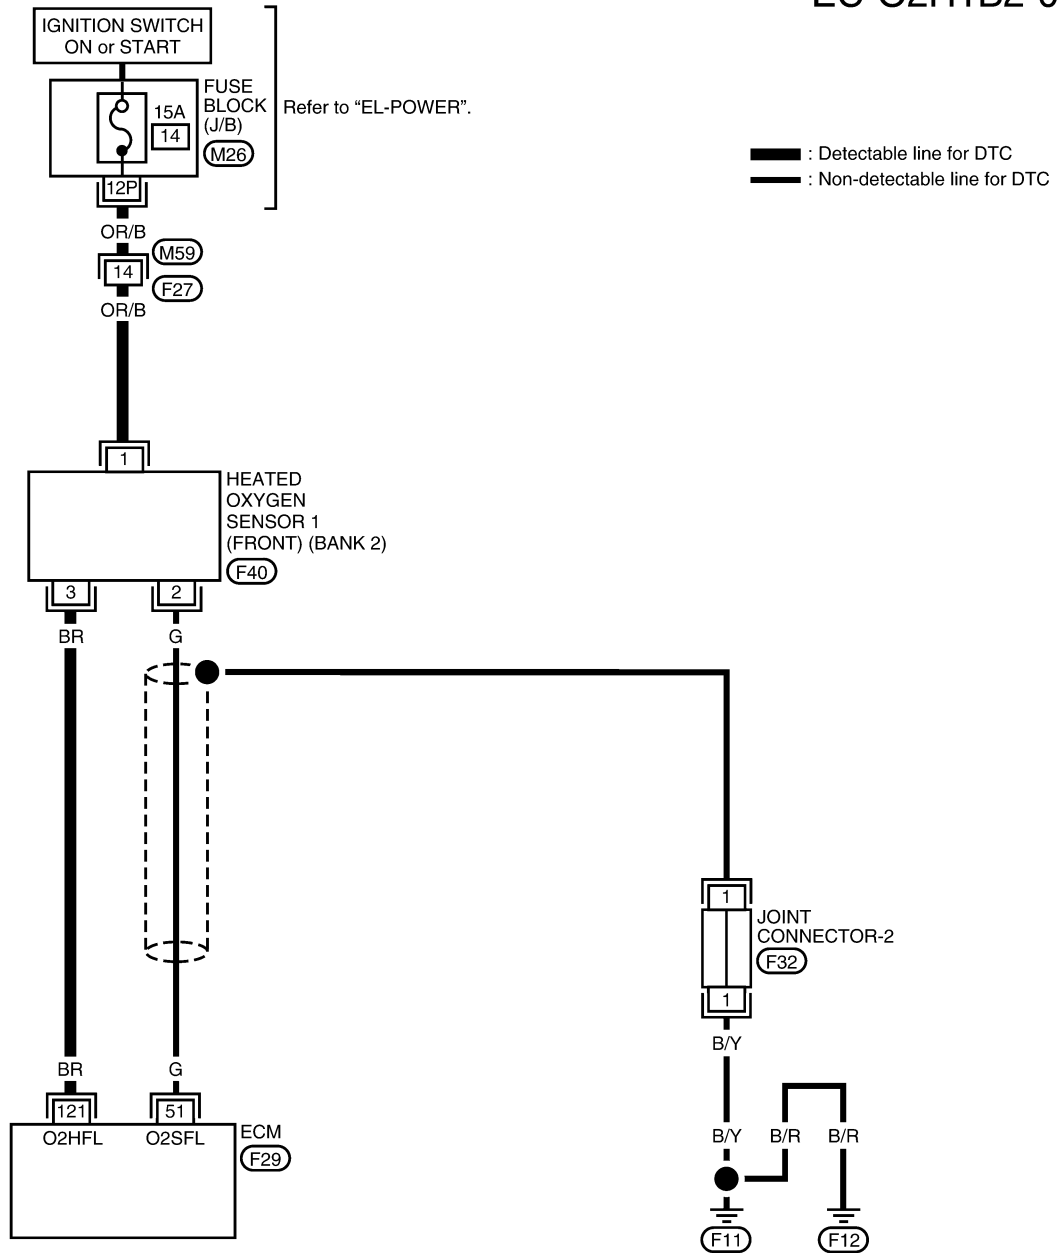 IGNITION SWITCH
ON or START
FUSE
BLOCK
(J/B)
M26
15A
14
Refer to “EL-POWER”.
: Detectable line for DTC
: Non-detectable line for DTC
12P
OR/B
M59
14
F27
OR/B
1
HEATED
OXYGEN
SENSOR 1
(FRONT) (BANK 2)
F40
3
2
BR
G
1
JOINT
CONNECTOR-2
F32
1
B/Y
BR
G
121
51
O2HFL
O2SFL
ECM
F29
B/Y
B/R
B/R
F11
F12